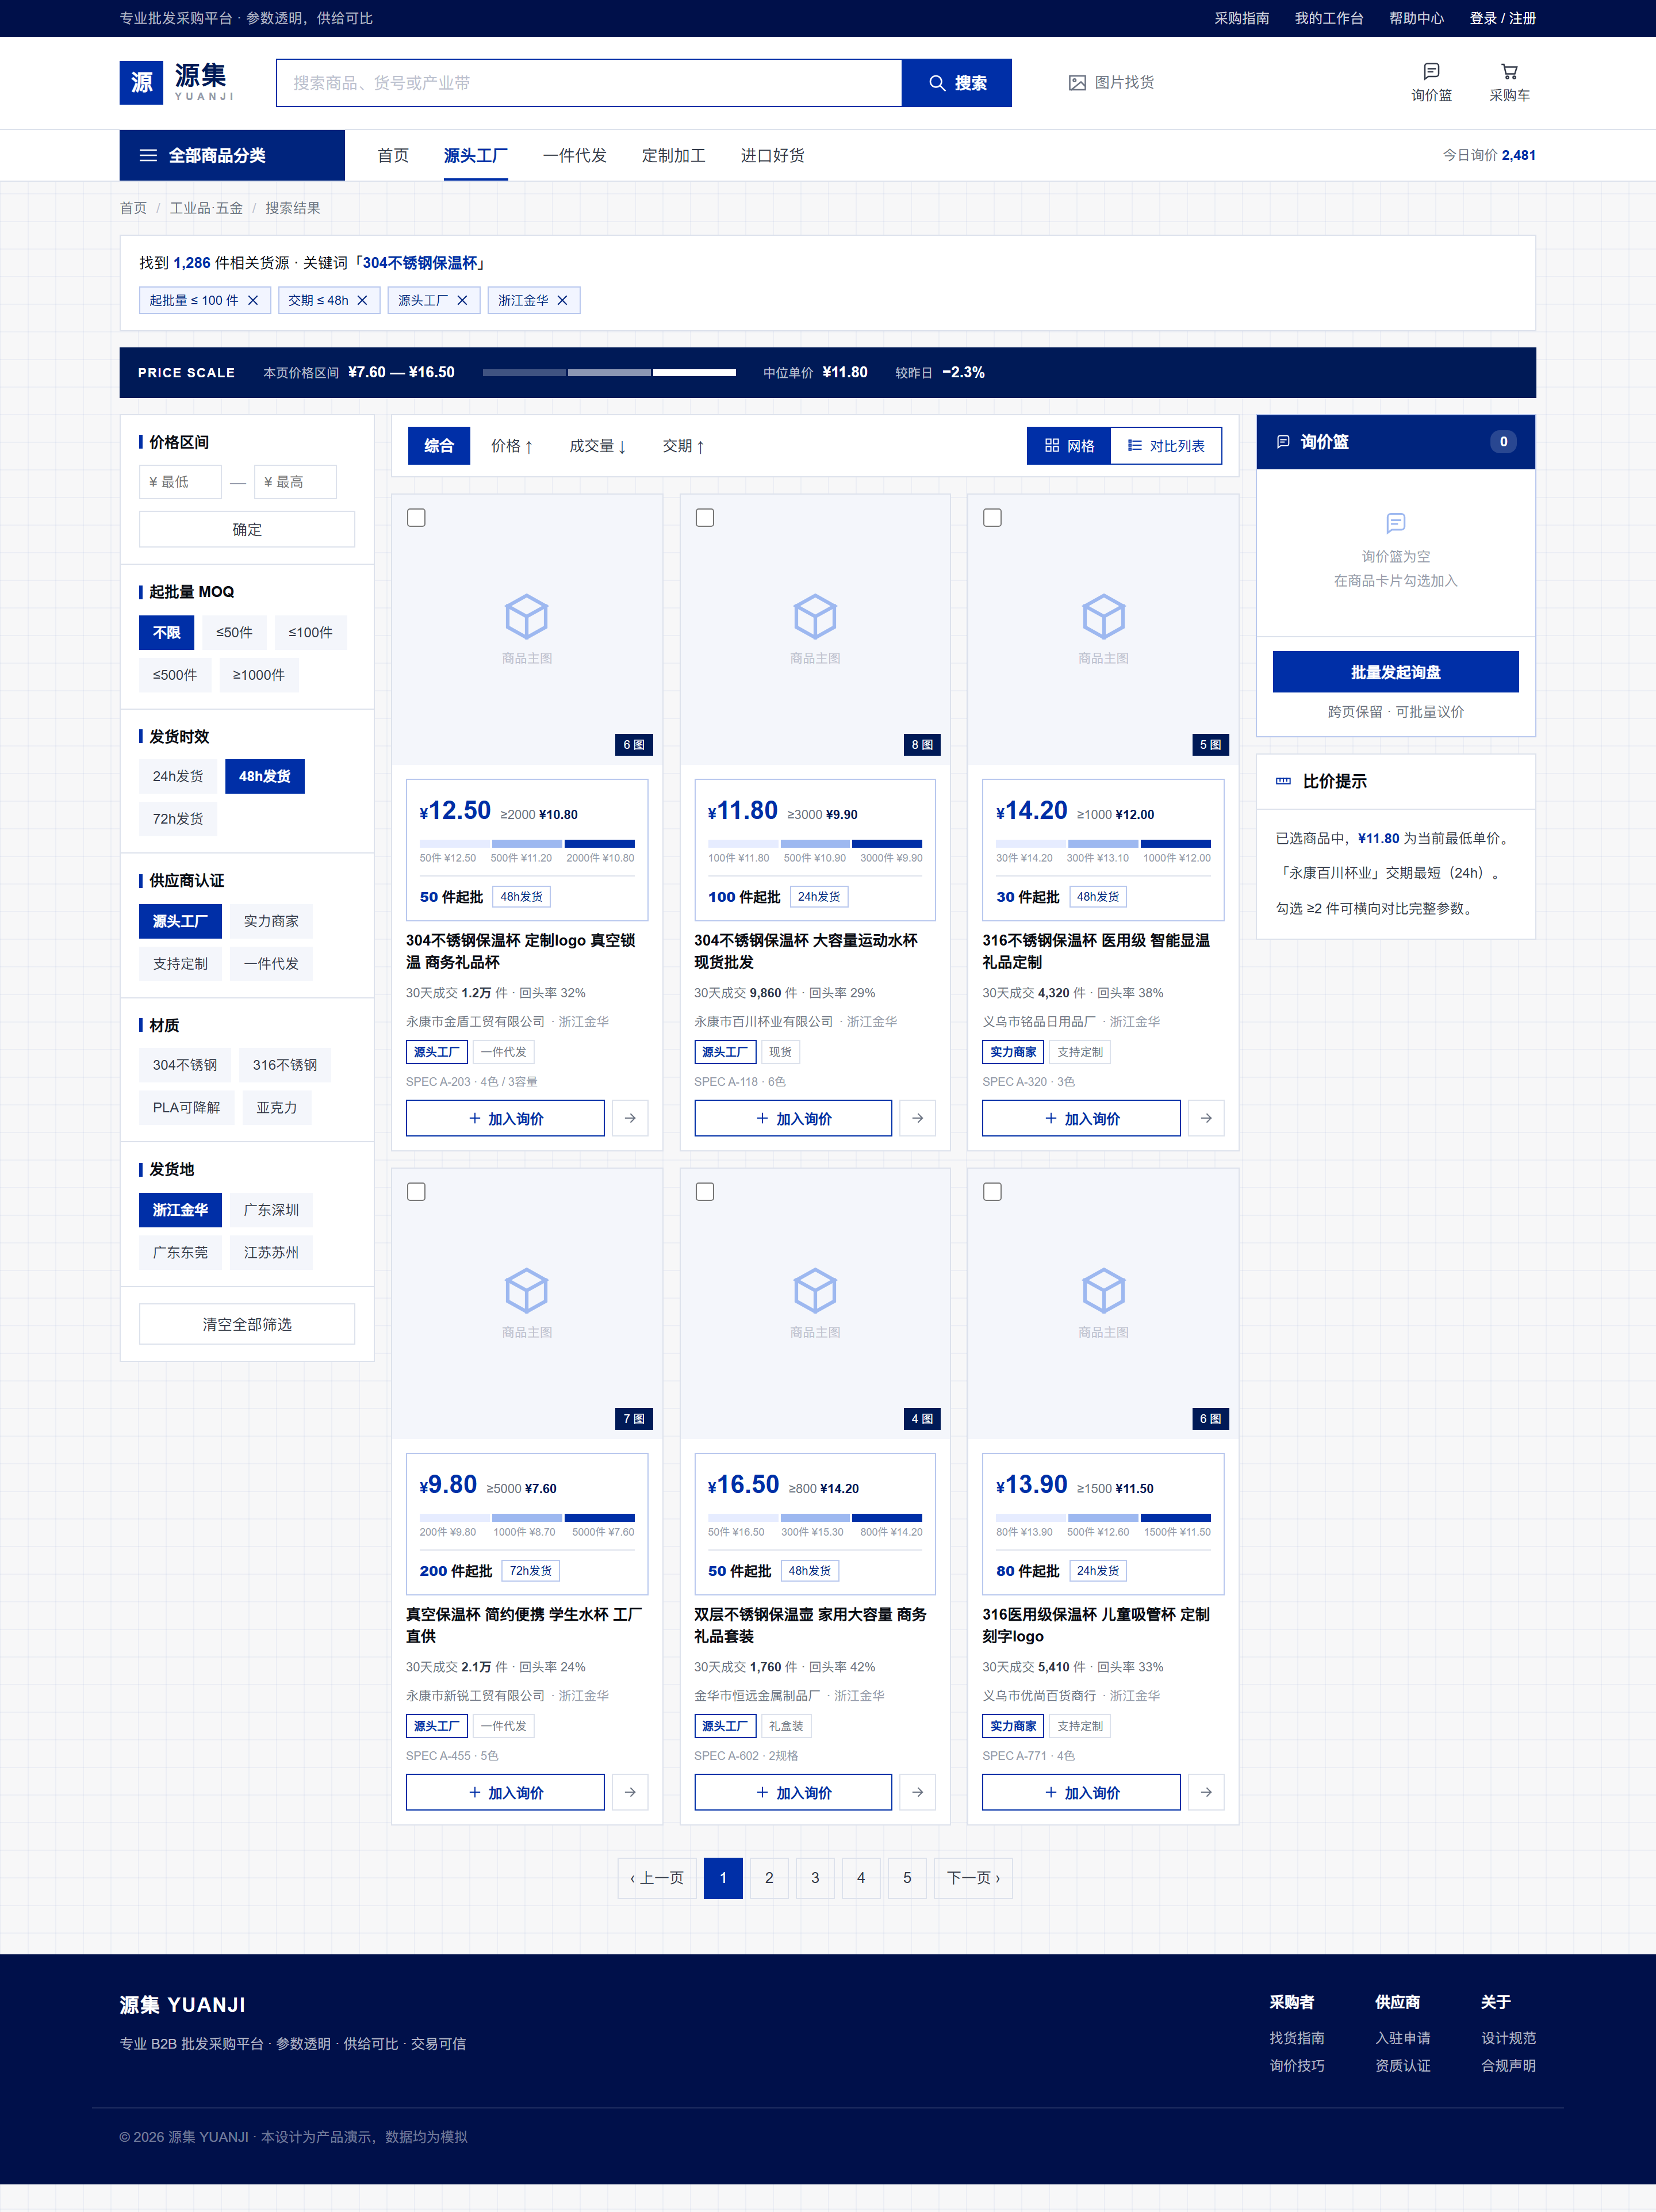 专业批发采购平台 · 参数透明，供给可比
采购指南 我的工作台 帮助中心 登录 / 注册
源 源集
YUANJI
搜索商品、货号或产业带
搜索
图片找货
询价篮 采购车
全部商品分类
首页 源头工厂 一件代发 定制加工 进口好货
今日询价 2,481
首页 / 工业品·五金 / 搜索结果
找到 1,286 件相关货源 · 关键词「304不锈钢保温杯」
起批量 ≤ 100 件 交期 ≤ 48h 源头工厂 浙江金华
PRICE SCALE 本页价格区间 ¥7.60 — ¥16.50 中位单价 ¥11.80 较昨日 −2.3%
价格区间
¥ 最低 — ¥ 最高
确定
起批量 MOQ
不限 ≤50件 ≤100件
≤500件 ≥1000件
发货时效
24h发货 48h发货
72h发货
供应商认证
源头工厂 实力商家
支持定制 一件代发
材质
304不锈钢 316不锈钢
PLA可降解 亚克力
发货地
浙江金华 广东深圳
广东东莞 江苏苏州
清空全部筛选
综合 价格 ↑ 成交量 ↓ 交期 ↑
网格 对比列表
商品主图
6 图
¥12.50 ≥2000 ¥10.80
50件 ¥12.50 500件 ¥11.20 2000件 ¥10.80
50 件起批 48h发货
304不锈钢保温杯 定制logo 真空锁
温 商务礼品杯
30天成交 1.2万 件 · 回头率 32%
永康市金盾工贸有限公司 · 浙江金华
源头工厂 一件代发
SPEC A-203 · 4色 / 3容量
加入询价 →
商品主图
8 图
¥11.80 ≥3000 ¥9.90
100件 ¥11.80 500件 ¥10.90 3000件 ¥9.90
100 件起批 24h发货
304不锈钢保温杯 大容量运动水杯
现货批发
30天成交 9,860 件 · 回头率 29%
永康市百川杯业有限公司 · 浙江金华
源头工厂 现货
SPEC A-118 · 6色
加入询价 →
商品主图
5 图
¥14.20 ≥1000 ¥12.00
30件 ¥14.20 300件 ¥13.10 1000件 ¥12.00
30 件起批 48h发货
316不锈钢保温杯 医用级 智能显温
礼品定制
30天成交 4,320 件 · 回头率 38%
义乌市铭品日用品厂 · 浙江金华
实力商家 支持定制
SPEC A-320 · 3色
加入询价 →
商品主图
7 图
¥9.80 ≥5000 ¥7.60
200件 ¥9.80 1000件 ¥8.70 5000件 ¥7.60
200 件起批 72h发货
真空保温杯 简约便携 学生水杯 工厂
直供
30天成交 2.1万 件 · 回头率 24%
永康市新锐工贸有限公司 · 浙江金华
源头工厂 一件代发
SPEC A-455 · 5色
加入询价 →
商品主图
4 图
¥16.50 ≥800 ¥14.20
50件 ¥16.50 300件 ¥15.30 800件 ¥14.20
50 件起批 48h发货
双层不锈钢保温壶 家用大容量 商务
礼品套装
30天成交 1,760 件 · 回头率 42%
金华市恒远金属制品厂 · 浙江金华
源头工厂 礼盒装
SPEC A-602 · 2规格
加入询价 →
商品主图
6 图
¥13.90 ≥1500 ¥11.50
80件 ¥13.90 500件 ¥12.60 1500件 ¥11.50
80 件起批 24h发货
316医用级保温杯 儿童吸管杯 定制
刻字logo
30天成交 5,410 件 · 回头率 33%
义乌市优尚百货商行 · 浙江金华
实力商家 支持定制
SPEC A-771 · 4色
加入询价 →
询价篮 0
询价篮为空
在商品卡片勾选加入
批量发起询盘
跨页保留 · 可批量议价
比价提示
已选商品中，¥11.80 为当前最低单价。
「永康百川杯业」交期最短（24h）。
勾选 ≥2 件可横向对比完整参数。
‹ 上一页 1 2 3 4 5 下一页 ›
源集 YUANJI
专业 B2B 批发采购平台 · 参数透明 · 供给可比 · 交易可信
采购者 供应商 关于
找货指南 入驻申请 设计规范
询价技巧 资质认证 合规声明
© 2026 源集 YUANJI · 本设计为产品演示，数据均为模拟